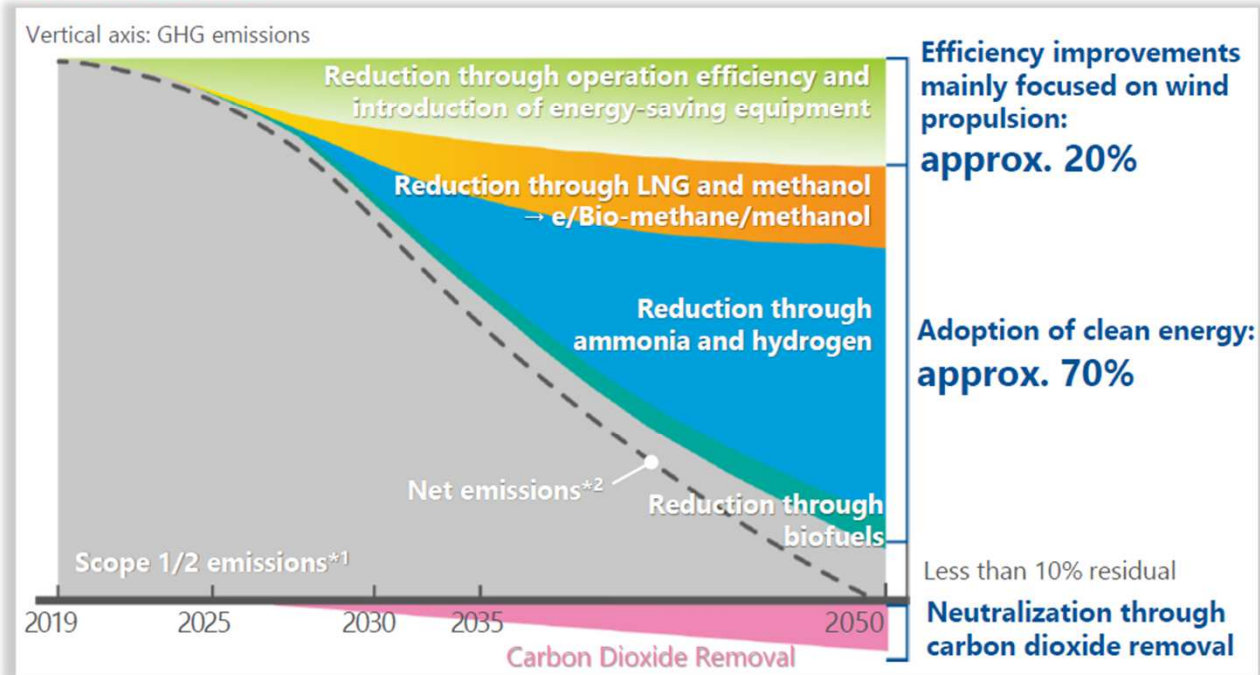 Vertical axis: GHG emissions
Reduction through operation efficiency and
introduction of energy-saving equipment
Efficiency improvements
mainly focused on wind
propulsion:
approx. 20%
Reduction through LNG and methanol
→ e/Bio-methane/methanol
Reduction through
ammonia and hydrogen
Adoption of clean energy:
approx. 70%
Net emissions*2
Reduction through
biofuels
Scope 1/2 emissions*1
Less than 10% residual
2019 2025 2030 2035 2050
Neutralization through
carbon dioxide removal
Carbon Dioxide Removal